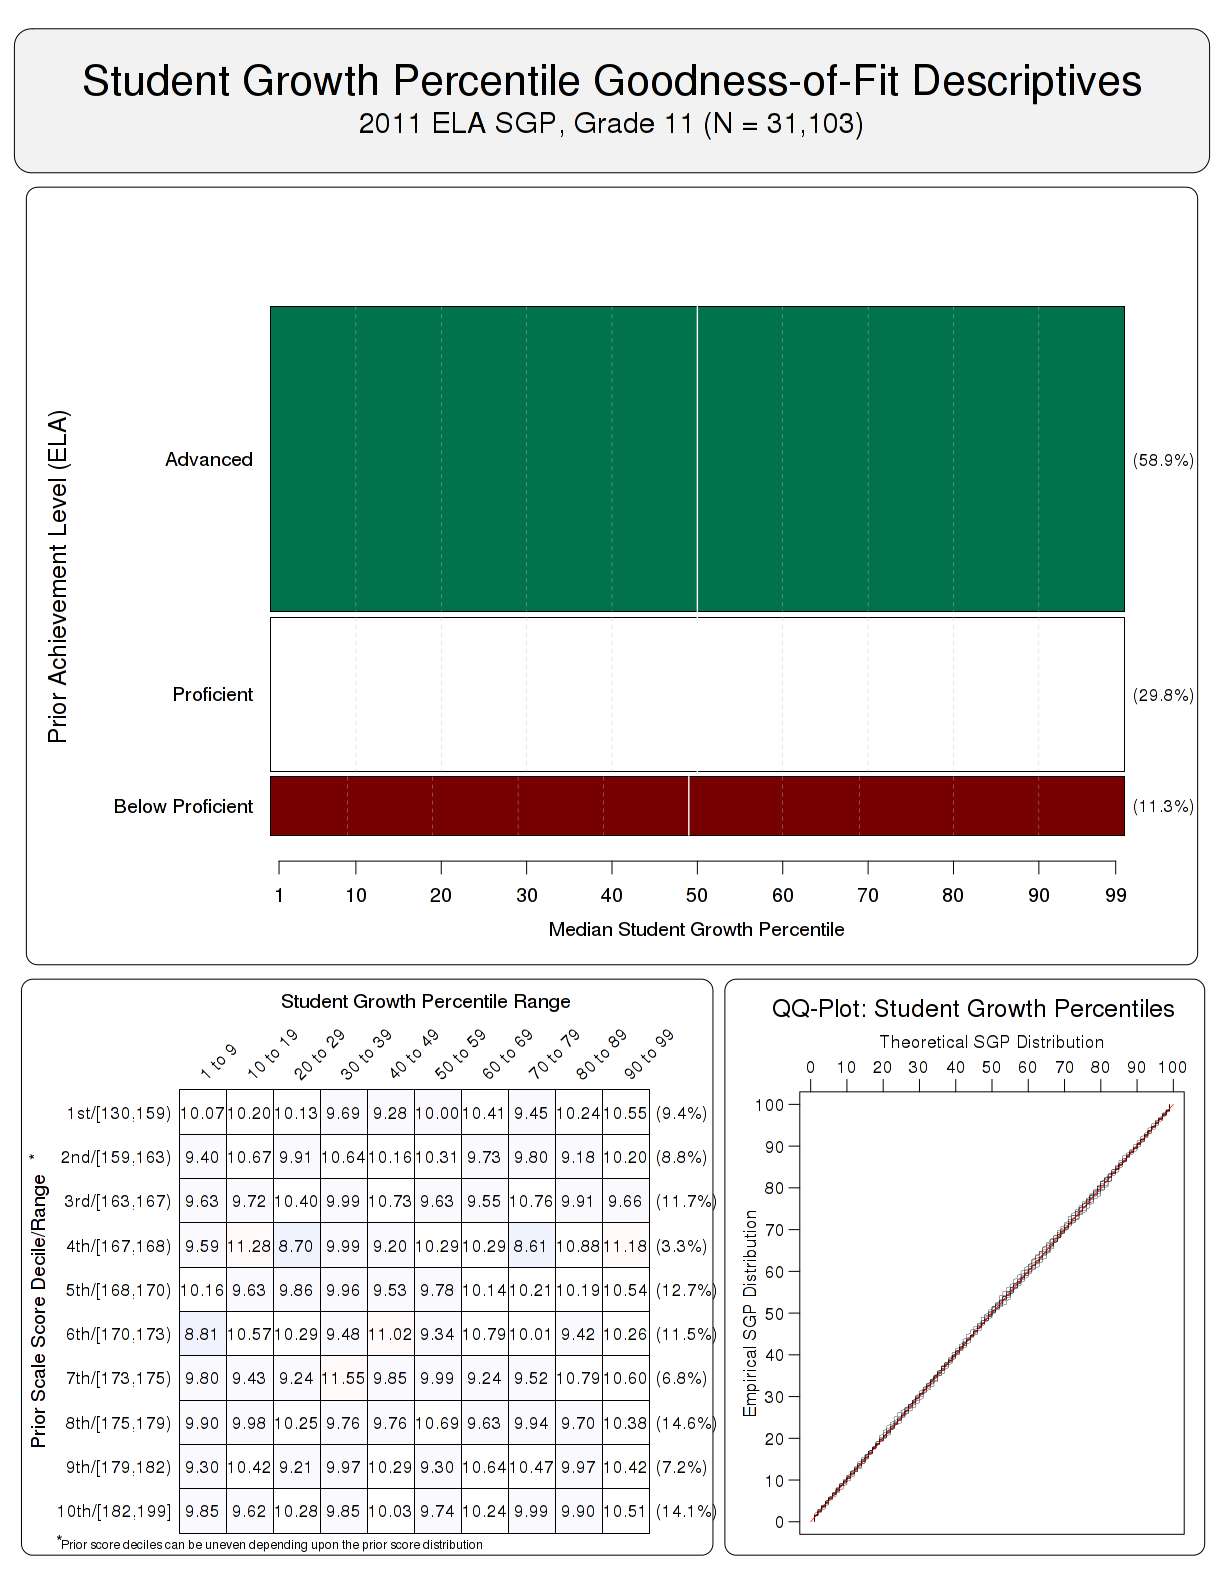 Student Growth Percentile Goodness-of-Fit Descriptives
2011 ELA SGP, Grade 11 (N = 31,103)
Prior Achievement Level (ELA)
Advanced (58.9%)
Proficient (29.8%)
Below Proficient (11.3%)
1 10 20 30 40 50 60 70 80 90 99
Median Student Growth Percentile
Student Growth Percentile Range
1 to 9 10 to 19 20 to 29 30 to 39 40 to 49 50 to 59 60 to 69 70 to 79 80 to 89 90 to 99
Prior Scale Score Decile/Range *
1st/[130,159) 10.07 10.20 10.13 9.69 9.28 10.00 10.41 9.45 10.24 10.55 (9.4%)
2nd/[159,163) 9.40 10.67 9.91 10.64 10.16 10.31 9.73 9.80 9.18 10.20 (8.8%)
3rd/[163,167) 9.63 9.72 10.40 9.99 10.73 9.63 9.55 10.76 9.91 9.66 (11.7%)
4th/[167,168) 9.59 11.28 8.70 9.99 9.20 10.29 10.29 8.61 10.88 11.18 (3.3%)
5th/[168,170) 10.16 9.63 9.86 9.96 9.53 9.78 10.14 10.21 10.19 10.54 (12.7%)
6th/[170,173) 8.81 10.57 10.29 9.48 11.02 9.34 10.79 10.01 9.42 10.26 (11.5%)
7th/[173,175) 9.80 9.43 9.24 11.55 9.85 9.99 9.24 9.52 10.79 10.60 (6.8%)
8th/[175,179) 9.90 9.98 10.25 9.76 9.76 10.69 9.63 9.94 9.70 10.38 (14.6%)
9th/[179,182) 9.30 10.42 9.21 9.97 10.29 9.30 10.64 10.47 9.97 10.42 (7.2%)
10th/[182,199] 9.85 9.62 10.28 9.85 10.03 9.74 10.24 9.99 9.90 10.51 (14.1%)
*Prior score deciles can be uneven depending upon the prior score distribution
QQ-Plot: Student Growth Percentiles
Theoretical SGP Distribution
0 10 20 30 40 50 60 70 80 90 100
Empirical SGP Distribution
100
90
80
70
60
50
40
30
20
10
0